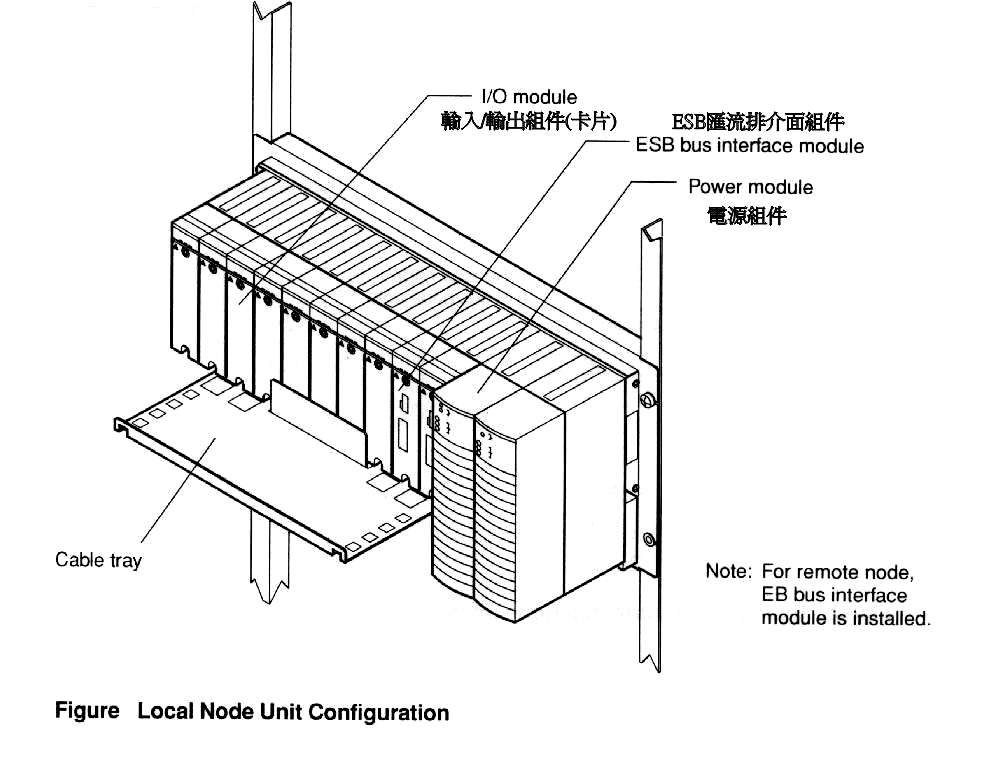 I/O module
輸入/輸出組件(卡片)
ESB匯流排介面組件
ESB bus interface module
Power module
電源組件
Cable tray
Note: For remote node,
EB bus interface
module is installed.
Figure Local Node Unit Configuration